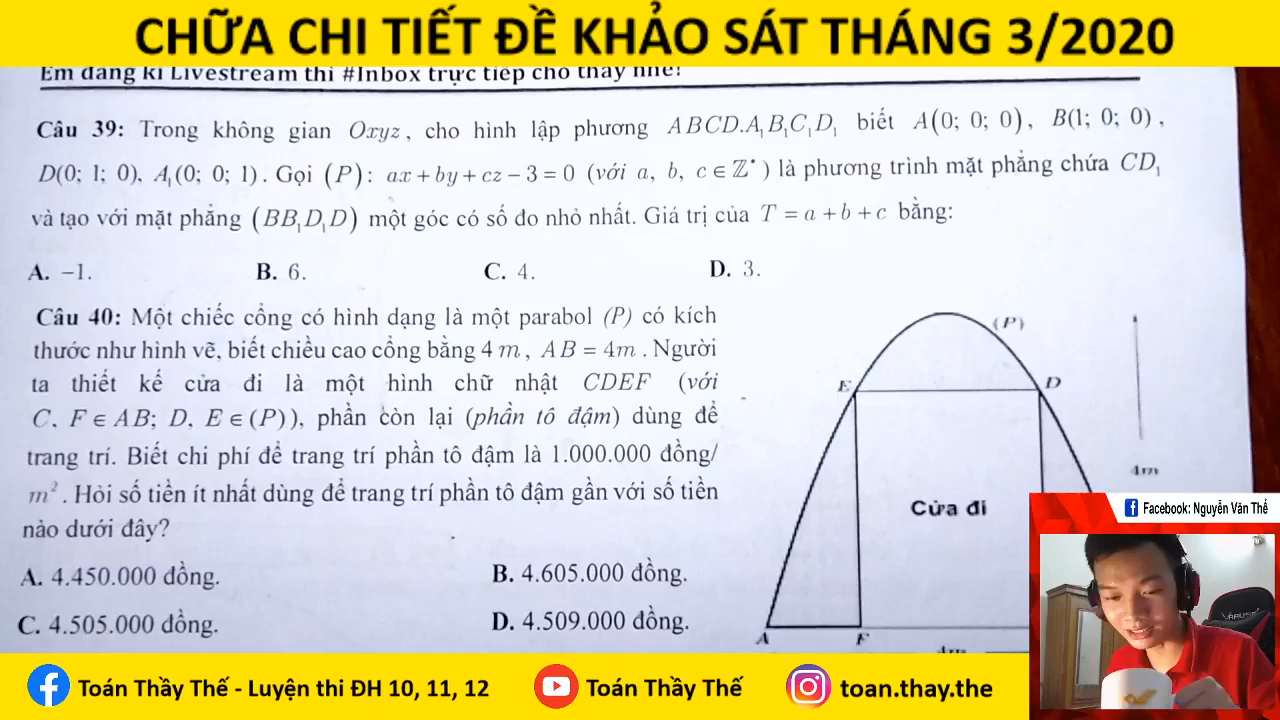 CHỮA CHI TIẾT ĐỀ KHẢO SÁT THÁNG 3/2020
Em đăng kí Livestream thì #Inbox trực tiếp cho thầy nhé!
Câu 39: Trong không gian Oxyz, cho hình lập phương ABCD.A₁B₁C₁D₁ biết A(0; 0; 0), B(1; 0; 0),
D(0; 1; 0), A₁(0; 0; 1). Gọi (P): ax + by + cz − 3 = 0 (với a, b, c ∈ ℤ*) là phương trình mặt phẳng chứa CD₁
và tạo với mặt phẳng (BB₁D₁D) một góc có số đo nhỏ nhất. Giá trị của T = a + b + c bằng:
A. −1. B. 6. C. 4. D. 3.
Câu 40: Một chiếc cổng có hình dạng là một parabol (P) có kích
thước như hình vẽ, biết chiều cao cổng bằng 4 m, AB = 4m. Người
ta thiết kế cửa đi là một hình chữ nhật CDEF (với
C, F ∈ AB; D, E ∈ (P)), phần còn lại (phần tô đậm) dùng để
trang trí. Biết chi phí để trang trí phần tô đậm là 1.000.000 đồng/
m². Hỏi số tiền ít nhất dùng để trang trí phần tô đậm gần với số tiền
nào dưới đây?
A. 4.450.000 đồng. B. 4.605.000 đồng.
C. 4.505.000 đồng. D. 4.509.000 đồng.
(P)
E D
4m
Cửa đi
A F
4m
Facebook: Nguyễn Văn Thế
Toán Thầy Thế - Luyện thi ĐH 10, 11, 12
Toán Thầy Thế
toan.thay.the